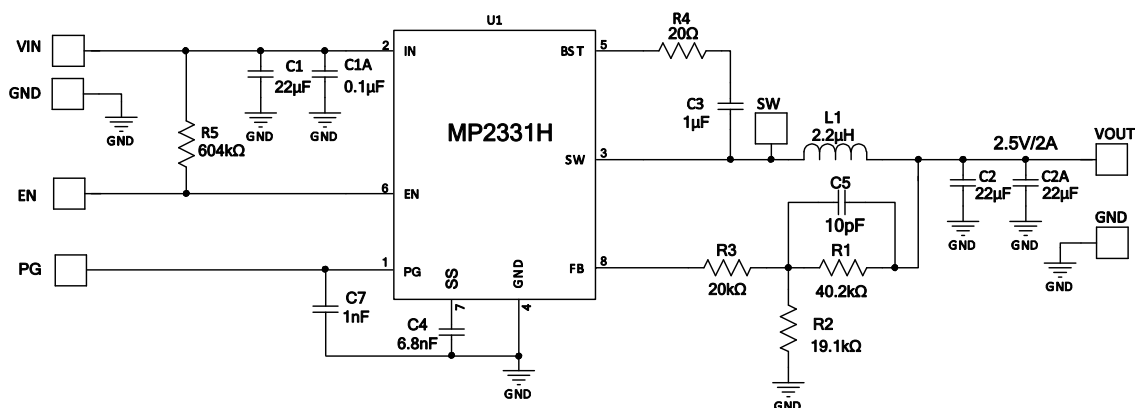 U1
VIN
2
IN
BST
5
R4
20Ω
GND
GND
C1
22µF
GND
C1A
0.1µF
GND
R5
604kΩ
MP2331H
C3
1µF
SW
L1
2.2µH
SW
3
2.5V/2A
VOUT
EN
6
EN
C2
22µF
GND
C2A
22µF
GND
C5
10pF
GND
GND
PG
1
PG
SS
GND
FB
8
R3
20kΩ
R1
40.2kΩ
C7
1nF
7
4
C4
6.8nF
GND
R2
19.1kΩ
GND